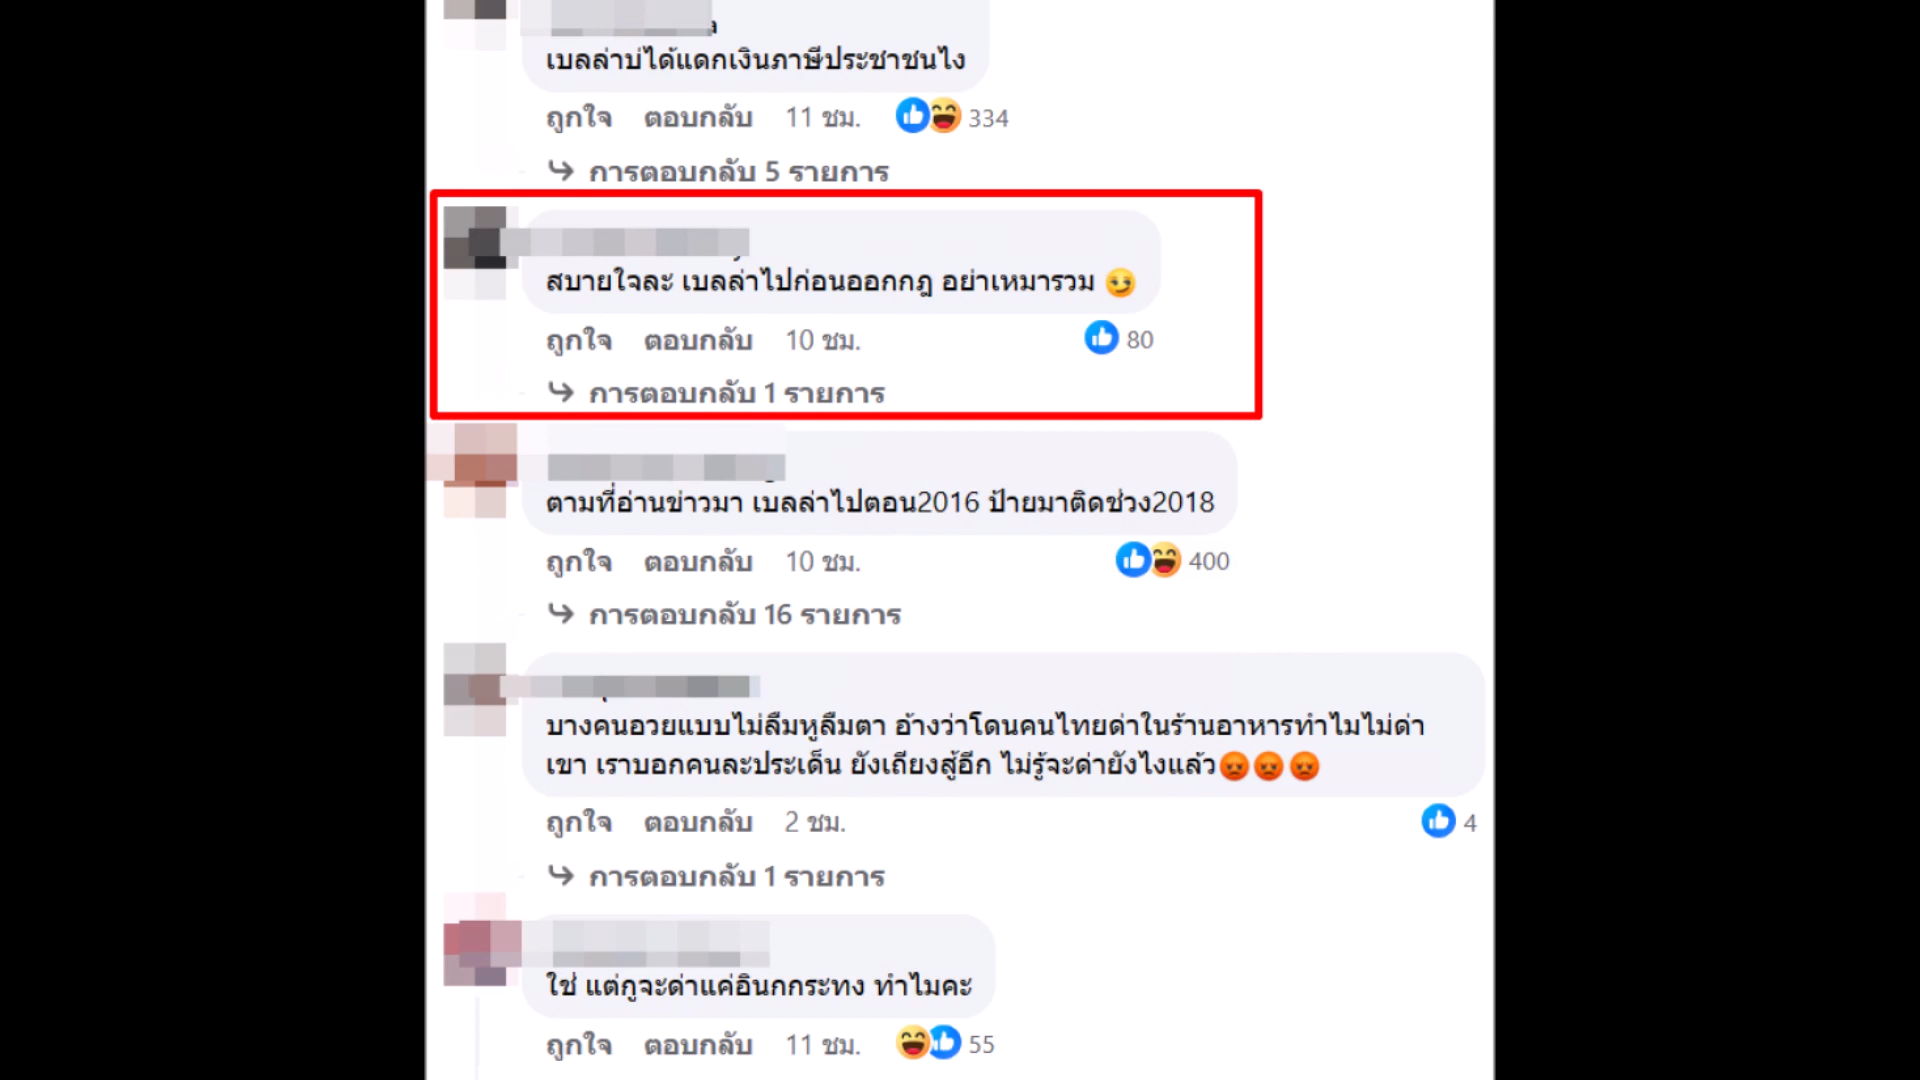 เบลล่าบ่ได้แดกเงินภาษีประชาชนไง
ถูกใจ ตอบกลับ 11 ชม. 334
การตอบกลับ 5 รายการ
สบายใจละ เบลล่าไปก่อนออกกฎ อย่าเหมารวม 😏
ถูกใจ ตอบกลับ 10 ชม. 80
การตอบกลับ 1 รายการ
ตามที่อ่านข่าวมา เบลล่าไปตอน2016 ป้ายมาติดช่วง2018
ถูกใจ ตอบกลับ 10 ชม. 400
การตอบกลับ 16 รายการ
บางคนอวยแบบไม่ลืมหูลืมตา อ้างว่าโดนคนไทยด่าในร้านอาหารทำไมไม่ด่า
เขา เราบอกคนละประเด็น ยังเถียงสู้อีก ไม่รู้จะด่ายังไงแล้ว😡😡😡
ถูกใจ ตอบกลับ 2 ชม. 4
การตอบกลับ 1 รายการ
ใช่ แต่กูจะด่าแค่อินกกระทง ทำไมคะ
ถูกใจ ตอบกลับ 11 ชม. 55